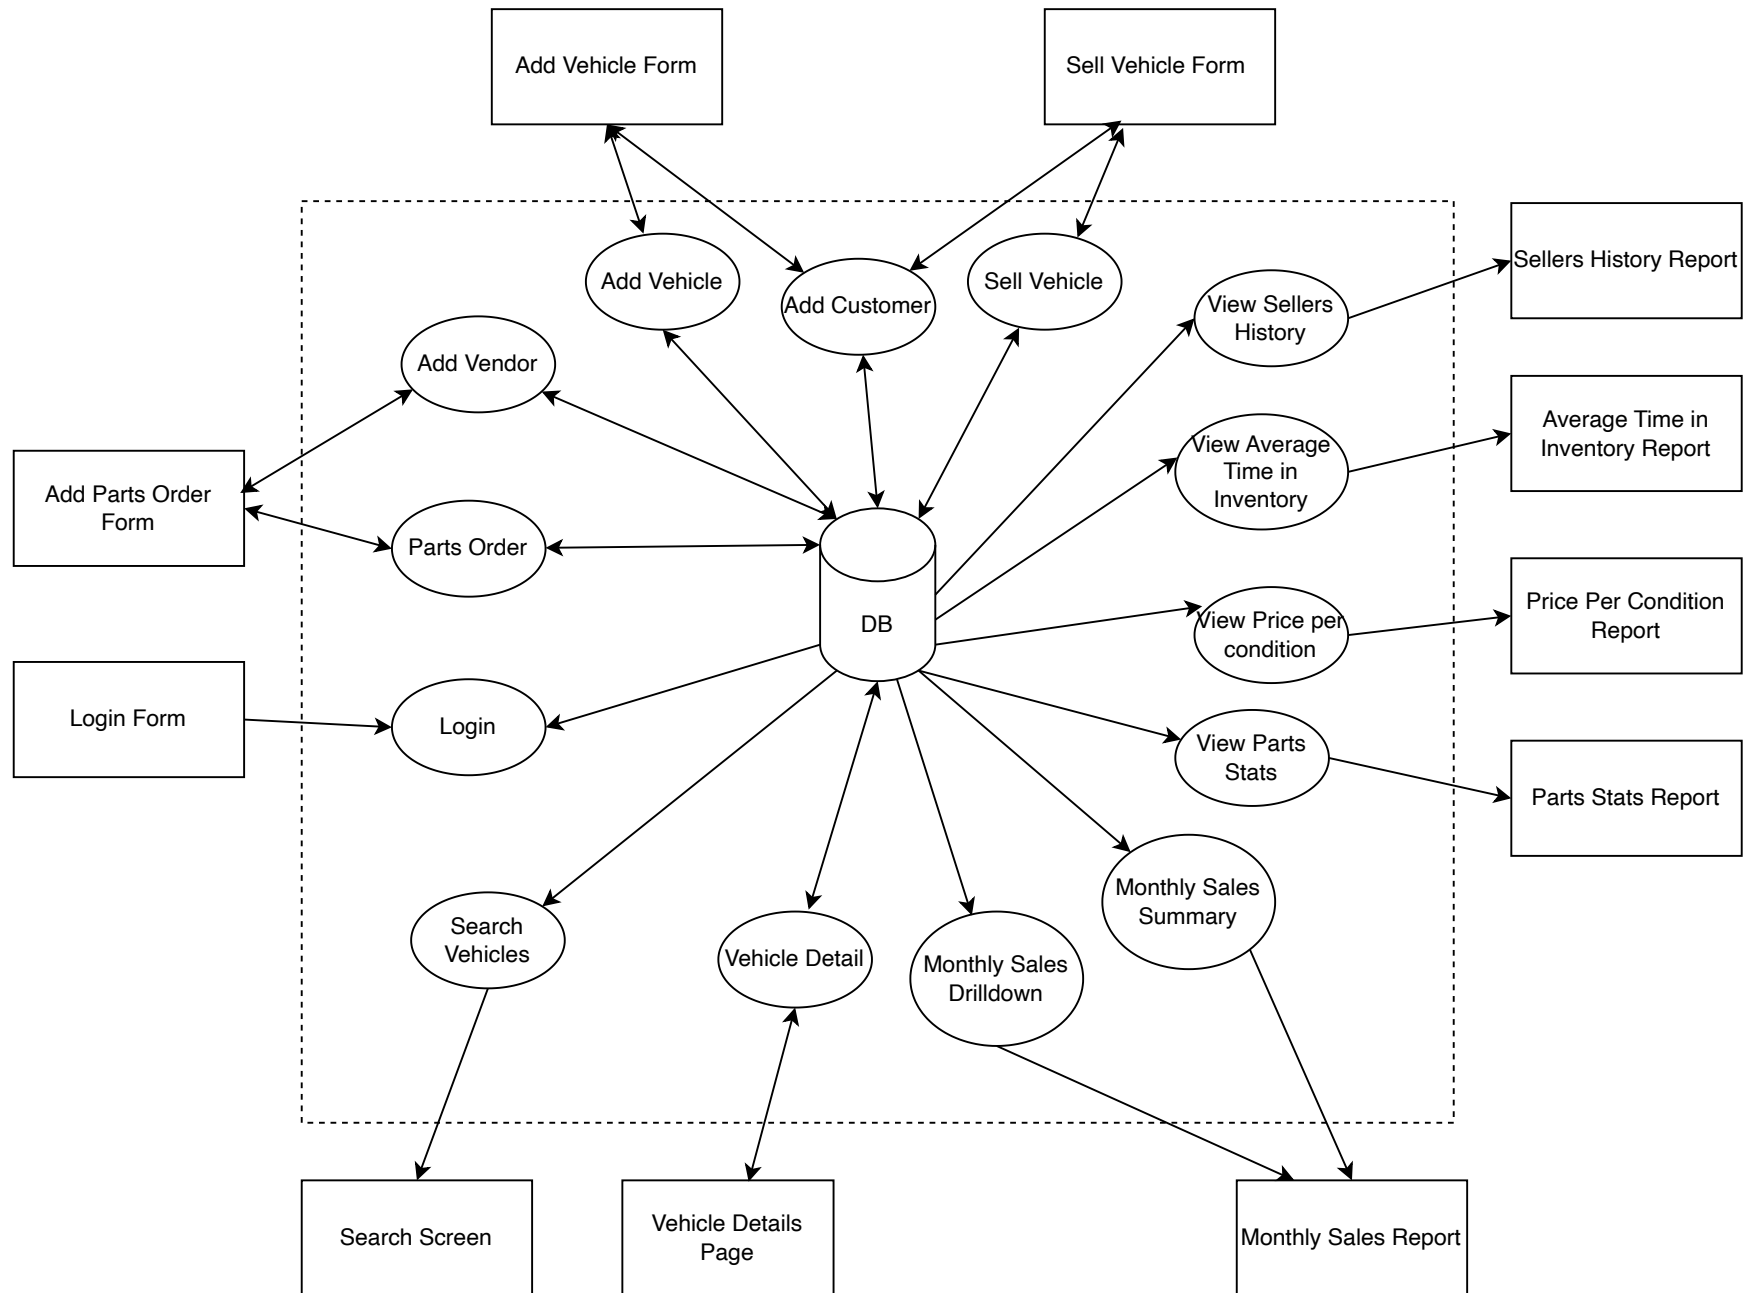 Add Vehicle Form
Sell Vehicle Form
Add Vehicle
Add Customer
Sell Vehicle
View Sellers
History
Sellers History Report
Add Vendor
View Average
Time in
Inventory
Average Time in
Inventory Report
Add Parts Order
Form
Parts Order
DB
View Price per
condition
Price Per Condition
Report
Login Form
Login
View Parts
Stats
Parts Stats Report
Search
Vehicles
Vehicle Detail
Monthly Sales
Drilldown
Monthly Sales
Summary
Search Screen
Vehicle Details
Page
Monthly Sales Report